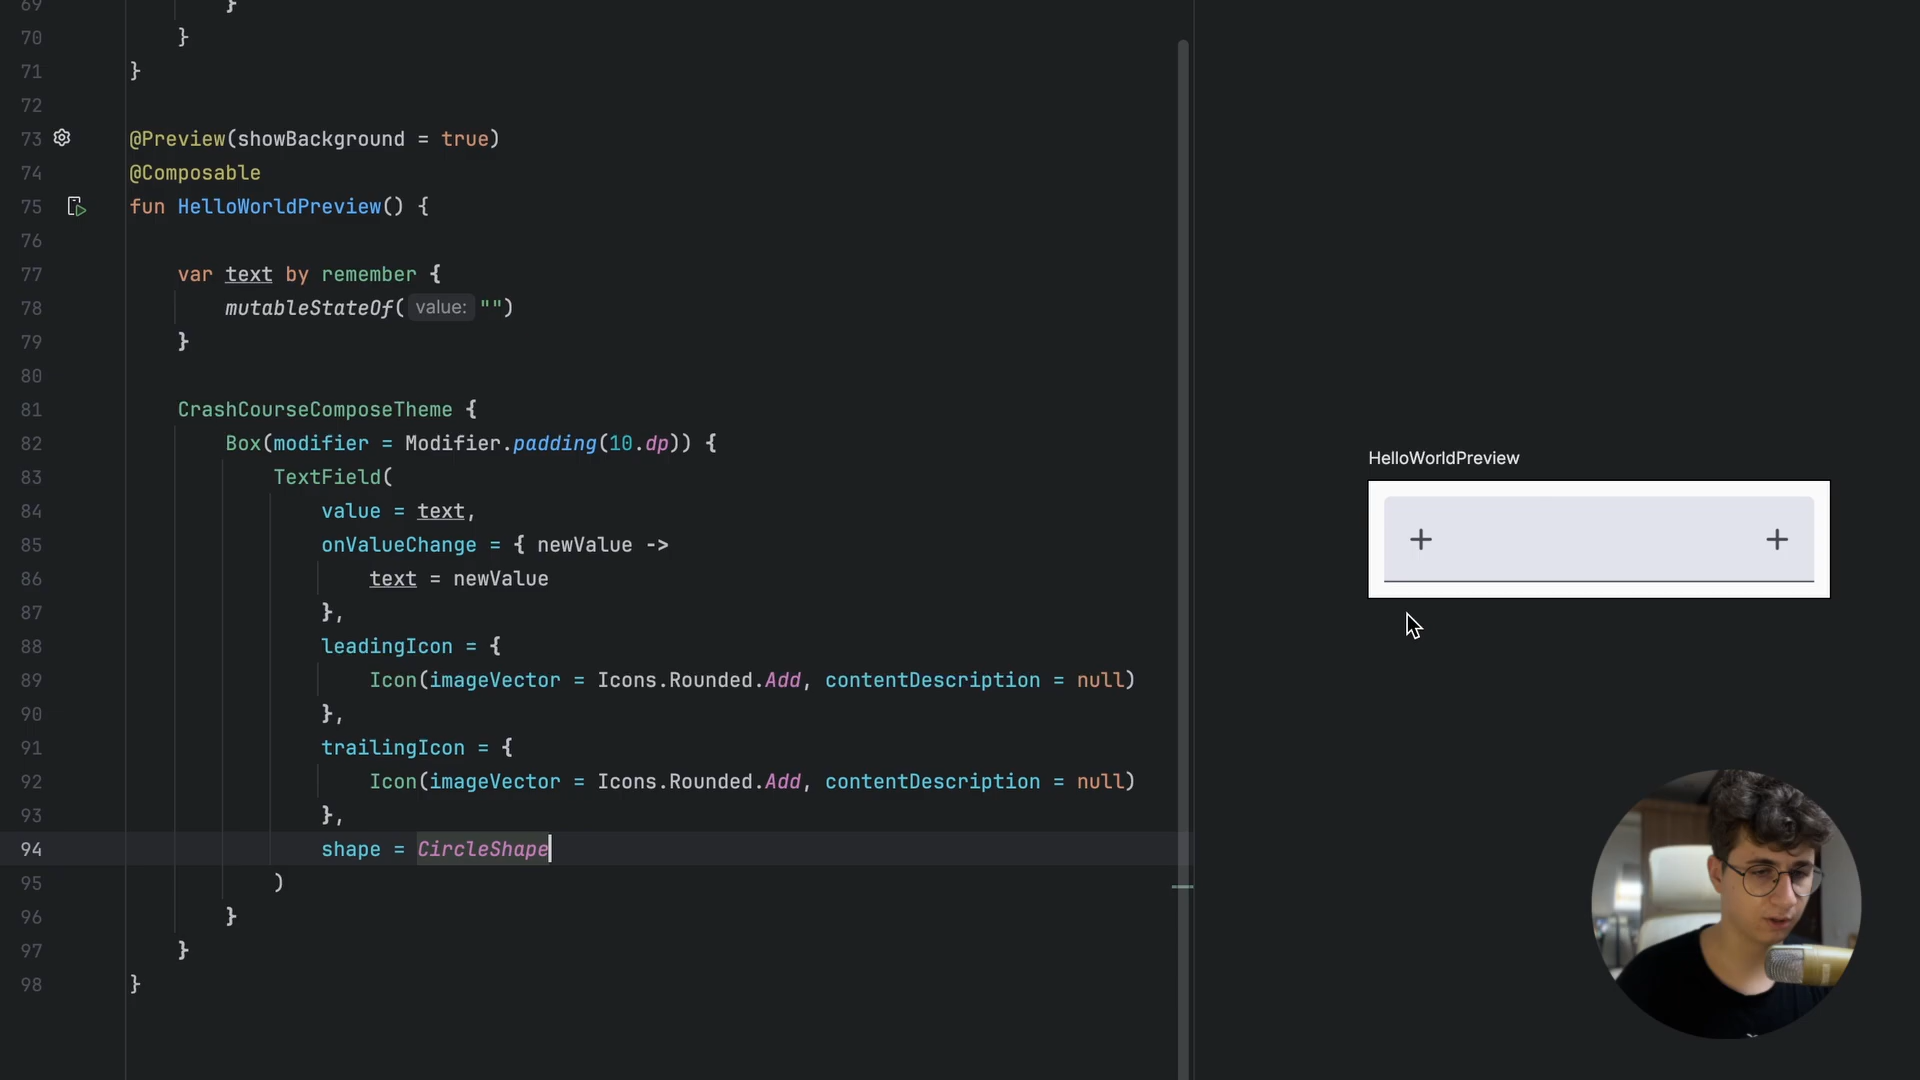 69 }
70 }
71 }
72
73 @Preview(showBackground = true)
74 @Composable
75 fun HelloWorldPreview() {
76
77 var text by remember {
78 mutableStateOf( value: "")
79 }
80
81 CrashCourseComposeTheme {
82 Box(modifier = Modifier.padding(10.dp)) {
83 TextField(
84 value = text,
85 onValueChange = { newValue ->
86 text = newValue
87 },
88 leadingIcon = {
89 Icon(imageVector = Icons.Rounded.Add, contentDescription = null)
90 },
91 trailingIcon = {
92 Icon(imageVector = Icons.Rounded.Add, contentDescription = null)
93 },
94 shape = CircleShape
95 )
96 }
97 }
98 }
HelloWorldPreview